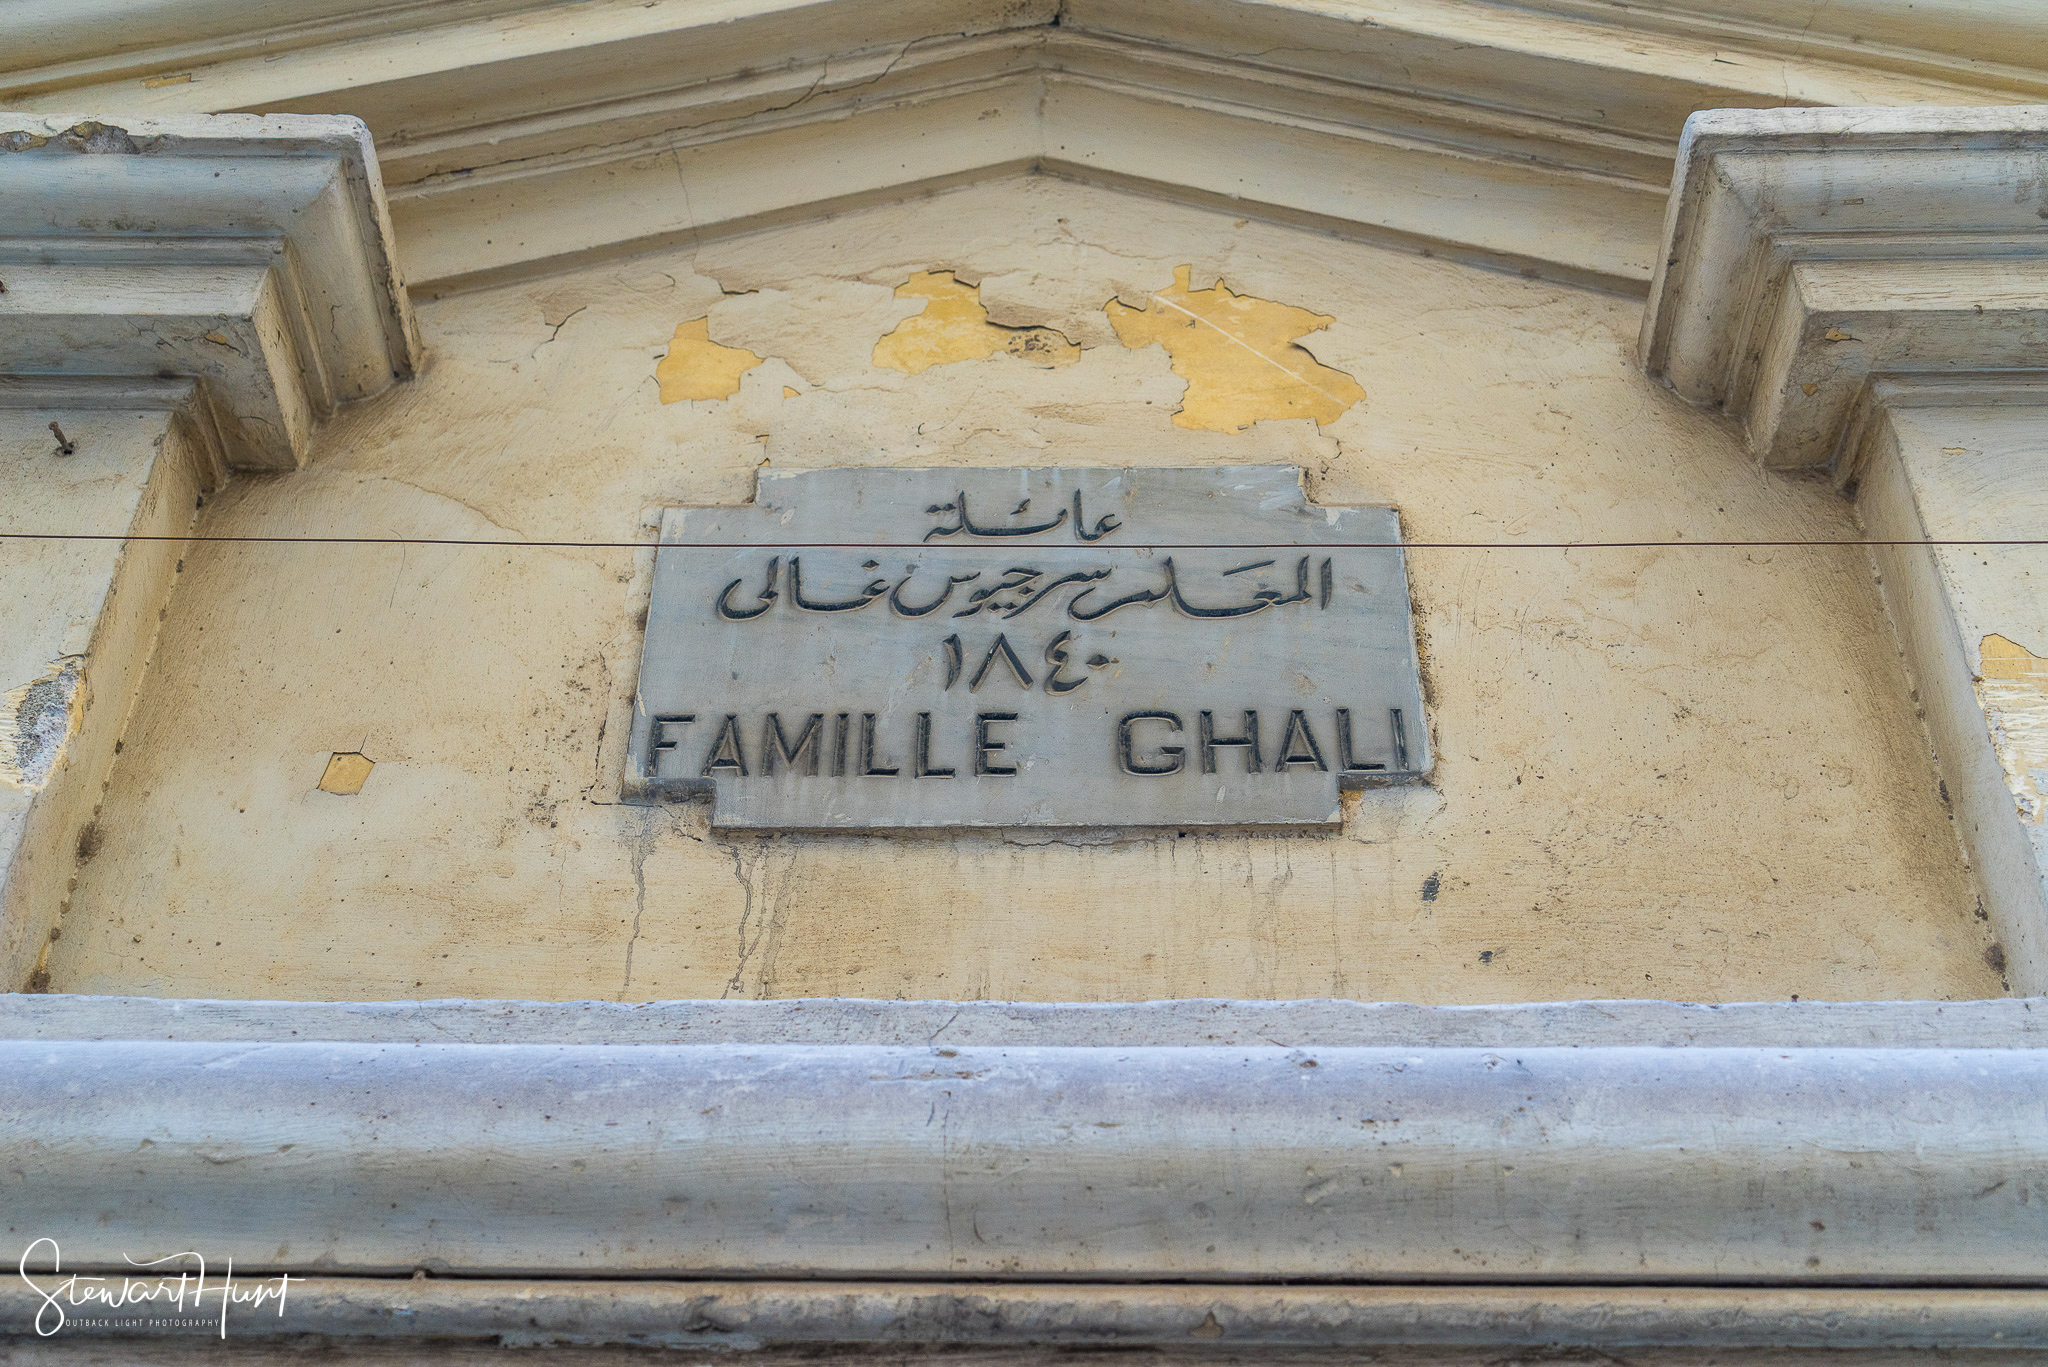 عائلة
المعلم سرجيوس غالى
١٨٤٠
FAMILLE GHALI
Stewart Hunt
OUTBACK LIGHT PHOTOGRAPHY